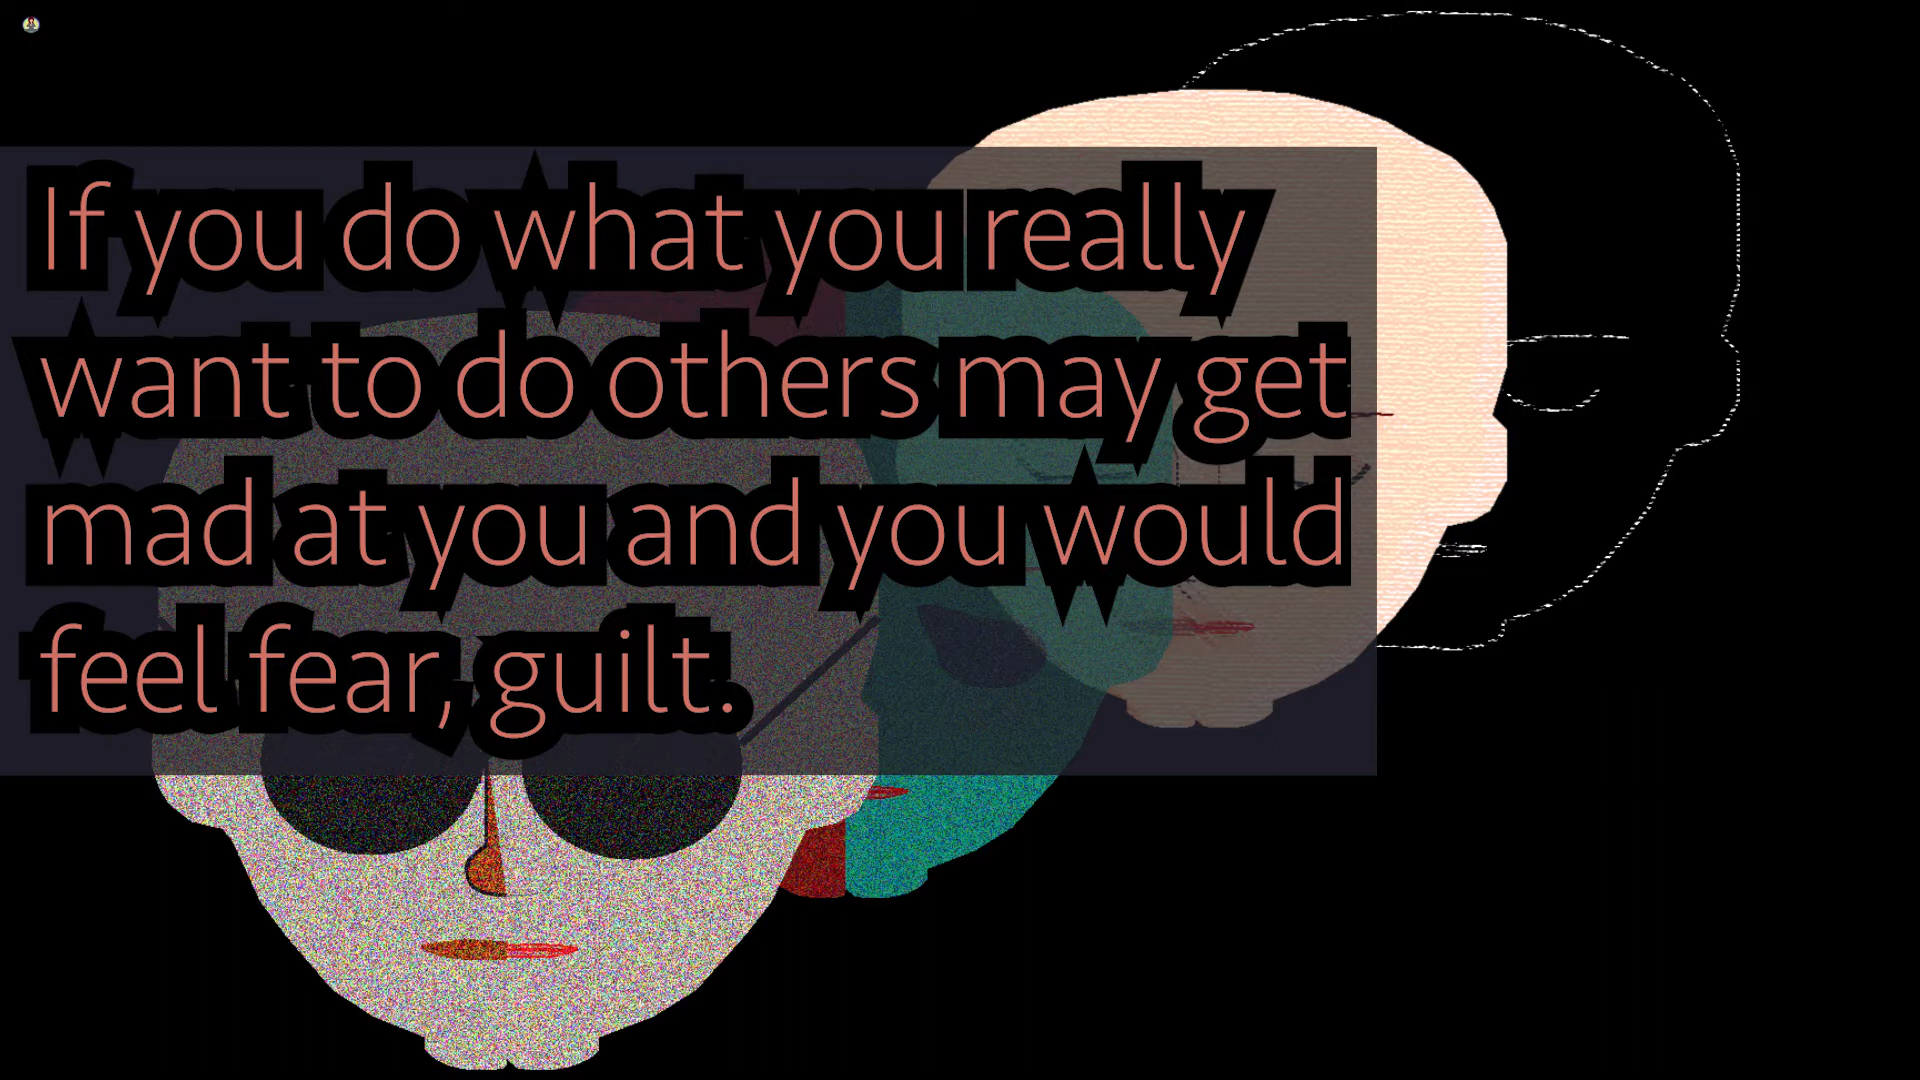 If you do what you really
want to do others may get
mad at you and you would
feel fear, guilt.